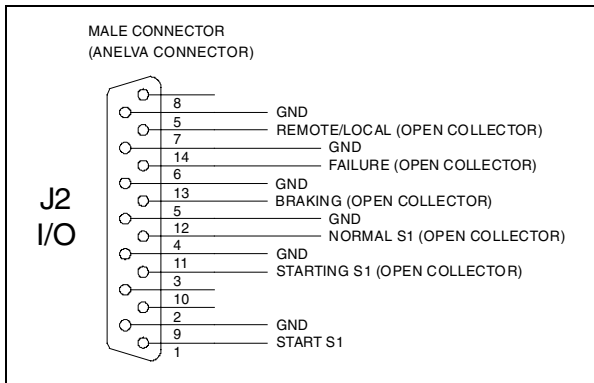 MALE CONNECTOR
(ANELVA CONNECTOR)
8
GND
5
REMOTE/LOCAL (OPEN COLLECTOR)
7
GND
14
FAILURE (OPEN COLLECTOR)
6
GND
13
BRAKING (OPEN COLLECTOR)
J2
I/O
5
GND
12
NORMAL S1 (OPEN COLLECTOR)
4
GND
11
STARTING S1 (OPEN COLLECTOR)
3
10
2
GND
9
START S1
1